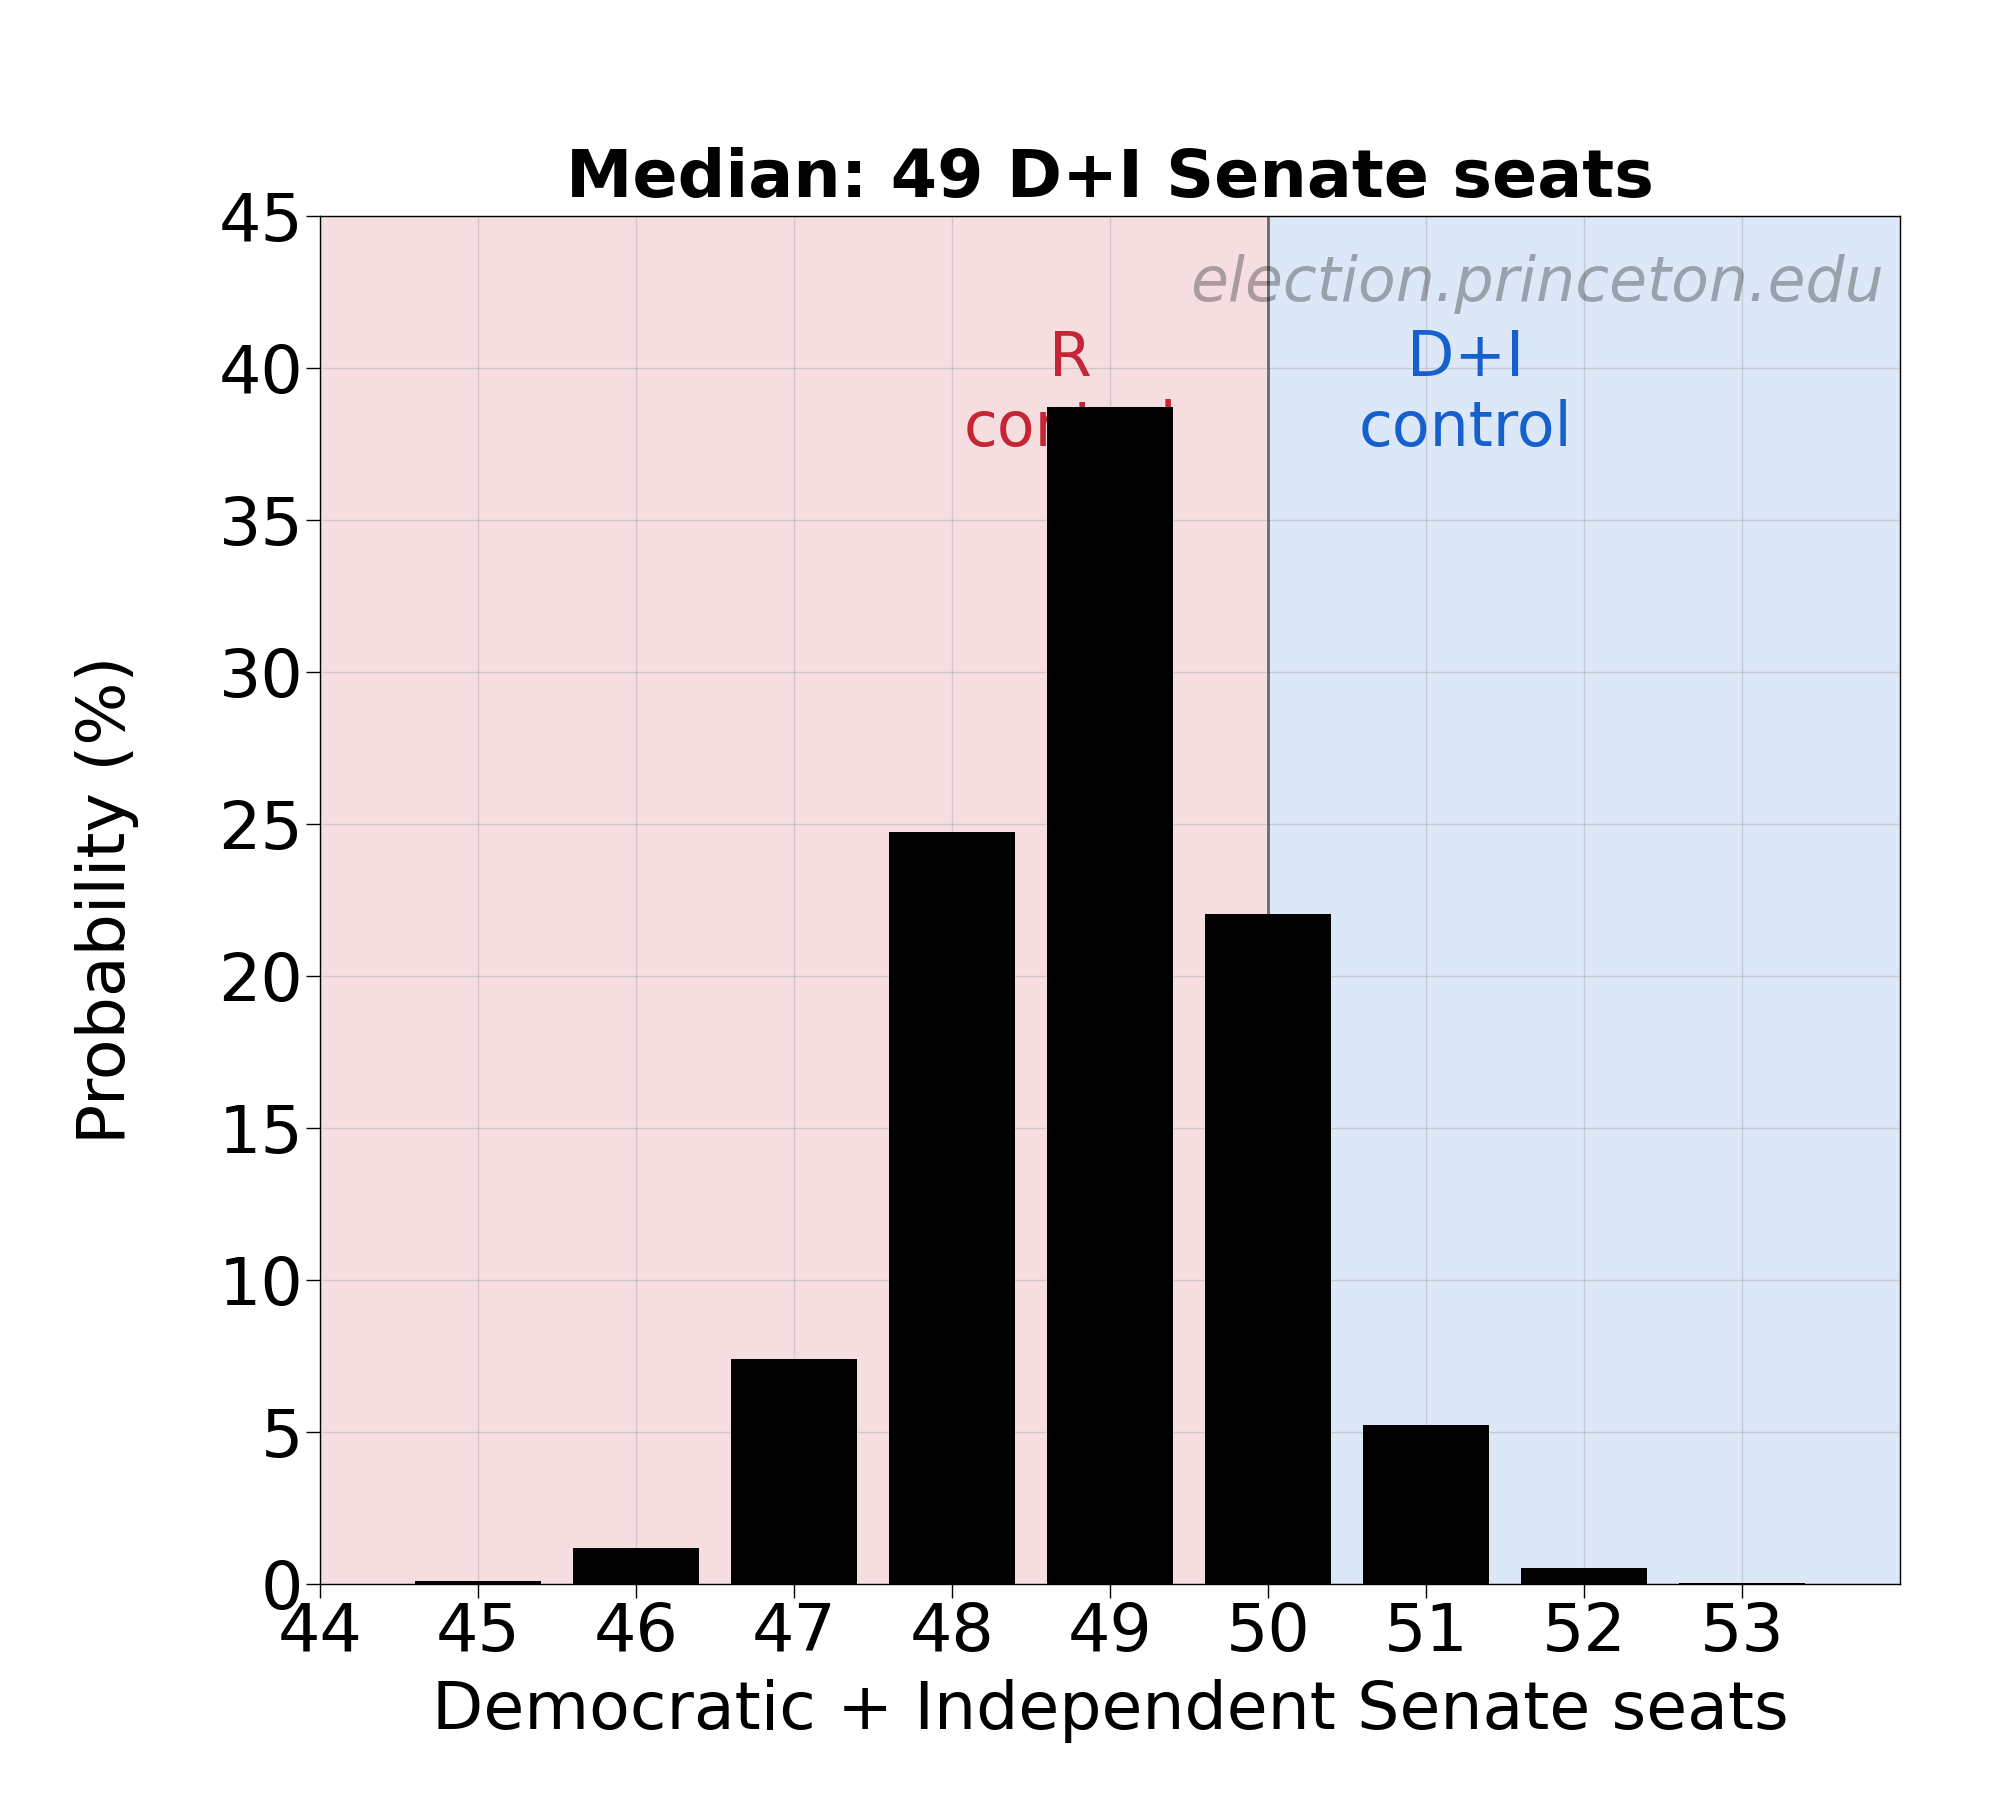 Median: 49 D+I Senate seats
election.princeton.edu
R
D+I
control
45
40
35
30
25
20
15
10
5
0
Probability (%)
44 45 46 47 48 49 50 51 52 53
Democratic + Independent Senate seats